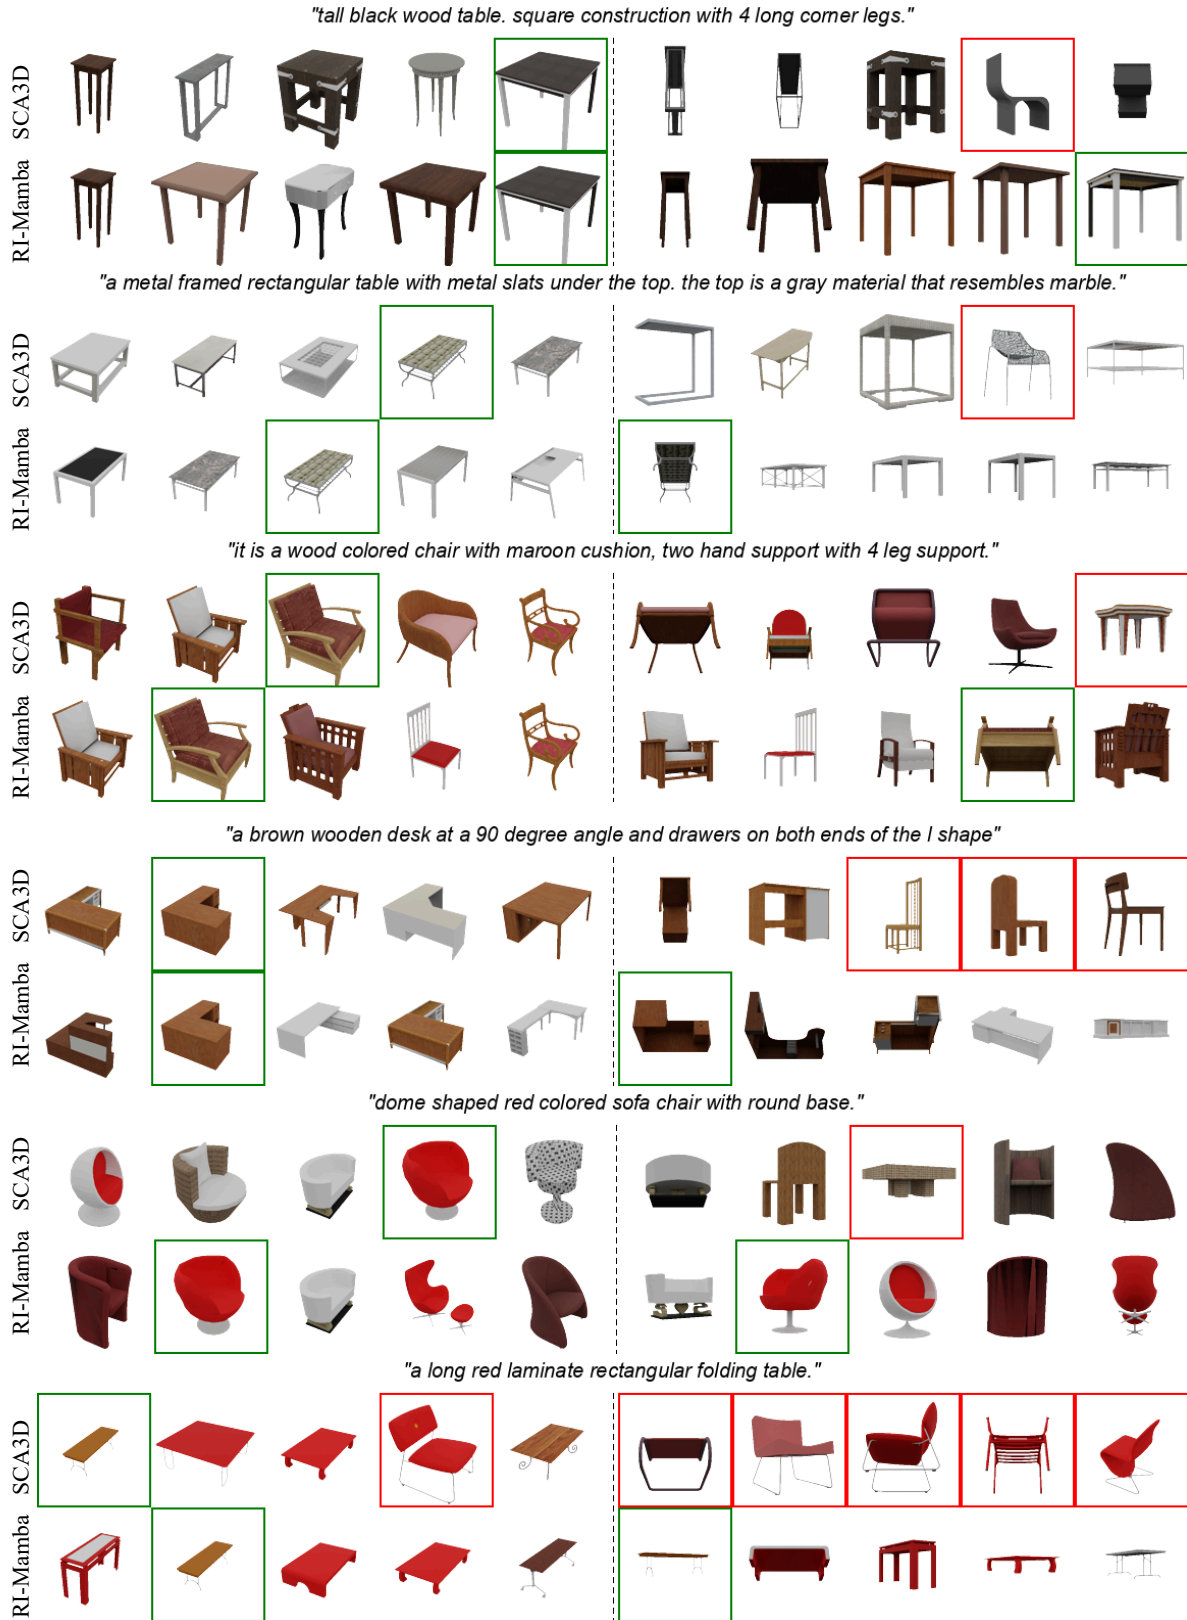 "tall black wood table. square construction with 4 long corner legs."
SCA3D
RI-Mamba
"a metal framed rectangular table with metal slats under the top. the top is a gray material that resembles marble."
SCA3D
RI-Mamba
"it is a wood colored chair with maroon cushion, two hand support with 4 leg support."
SCA3D
RI-Mamba
"a brown wooden desk at a 90 degree angle and drawers on both ends of the l shape"
SCA3D
RI-Mamba
"dome shaped red colored sofa chair with round base."
SCA3D
RI-Mamba
"a long red laminate rectangular folding table."
SCA3D
RI-Mamba